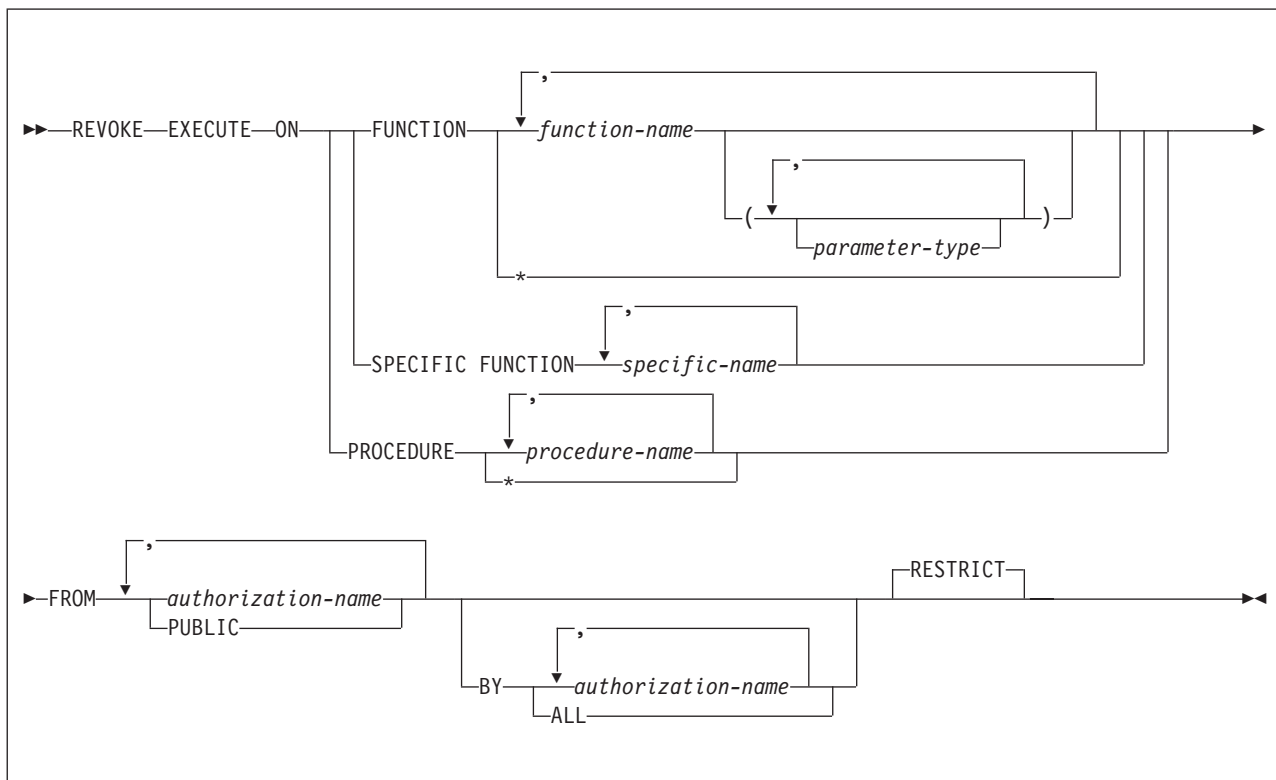 ,
REVOKE EXECUTE ON FUNCTION function-name
,
( parameter-type )
*
,
SPECIFIC FUNCTION specific-name
,
PROCEDURE procedure-name
*
,
FROM authorization-name
PUBLIC
RESTRICT
,
BY authorization-name
ALL